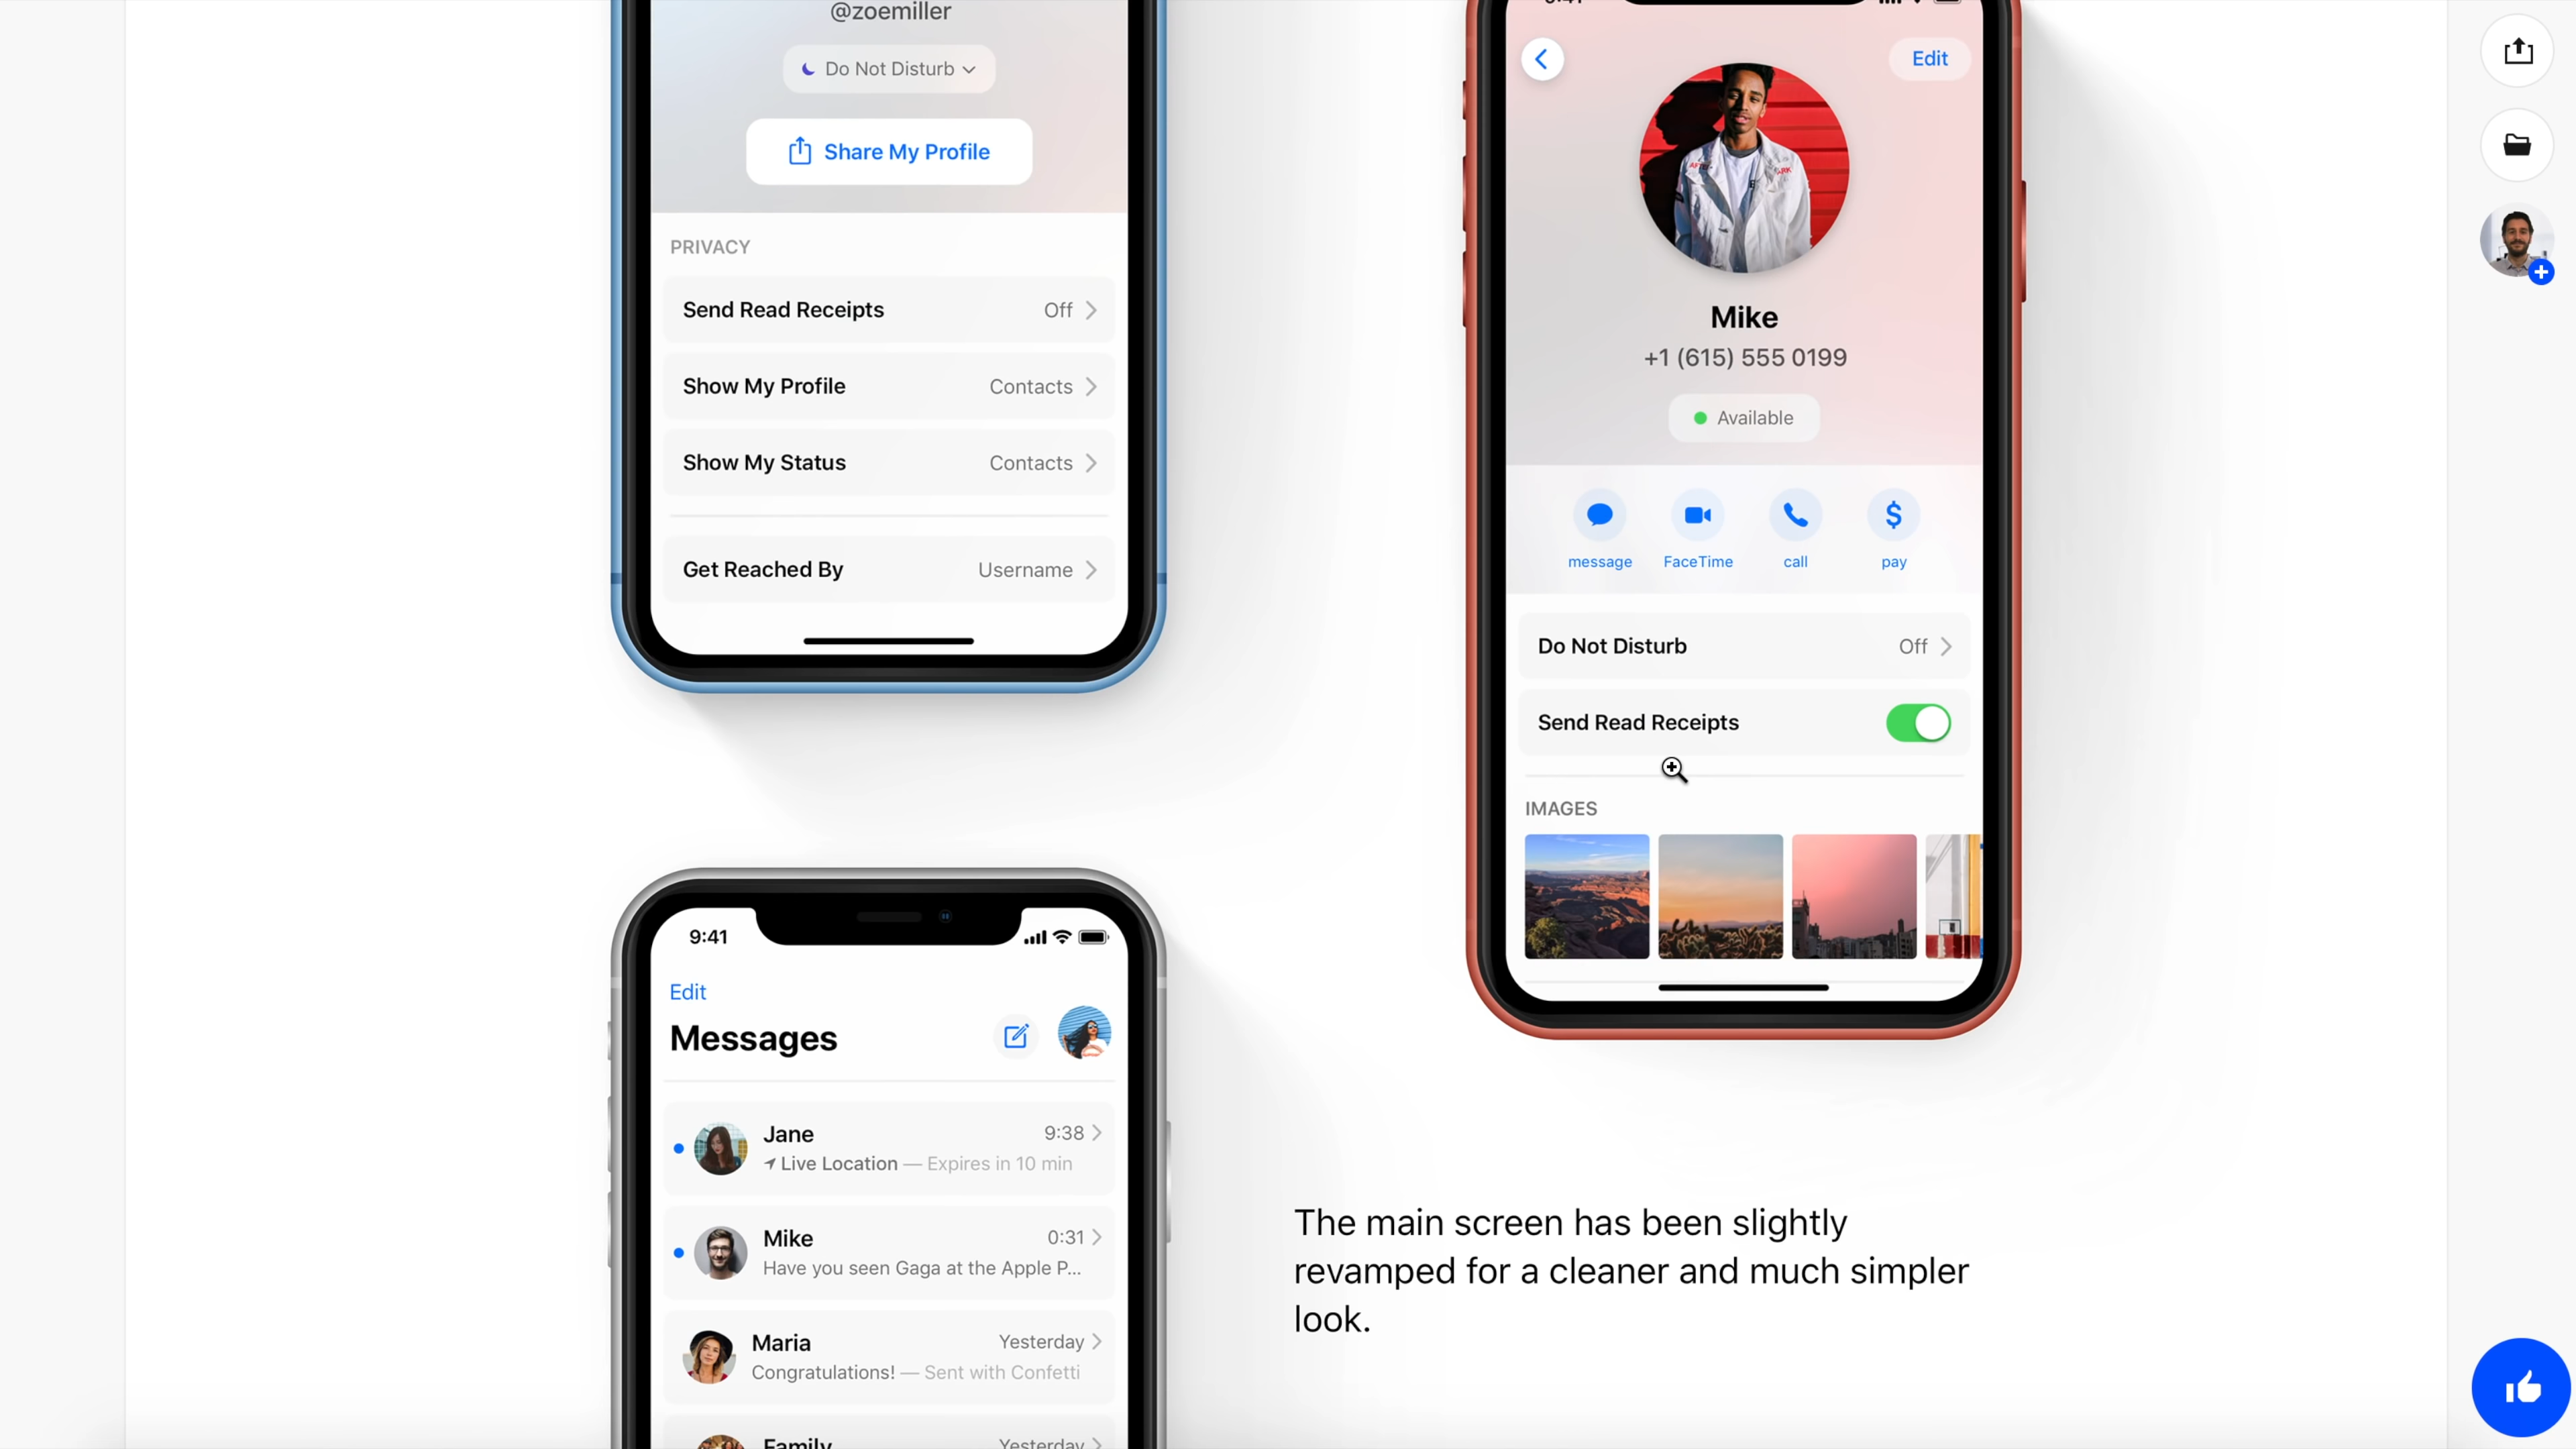 @zoemiller
Do Not Disturb
Share My Profile
PRIVACY
Send Read Receipts Off
Show My Profile Contacts
Show My Status Contacts
Get Reached By Username
9:41
Edit
Messages
Jane 9:38
Live Location — Expires in 10 min
Mike 0:31
Have you seen Gaga at the Apple P...
Maria Yesterday
Congratulations! — Sent with Confetti
Family Yesterday
9:41
Edit
Mike
+1 (615) 555 0199
Available
$
message FaceTime call pay
Do Not Disturb Off
Send Read Receipts
IMAGES
The main screen has been slightly
revamped for a cleaner and much simpler
look.